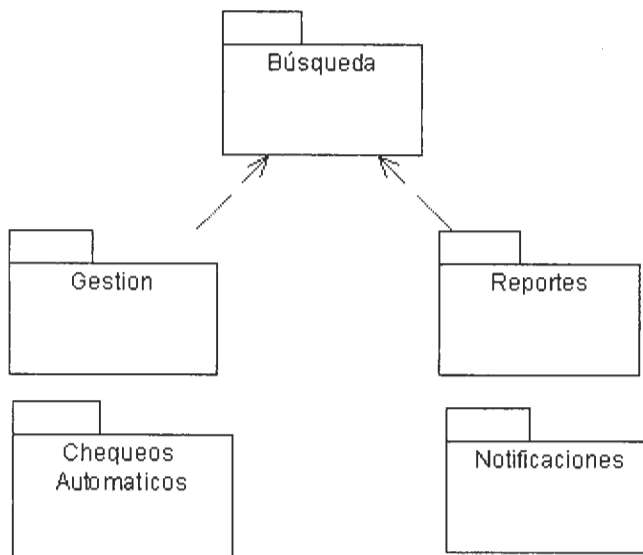 Búsqueda
Gestion
Reportes
Chequeos
Automaticos
Notificaciones